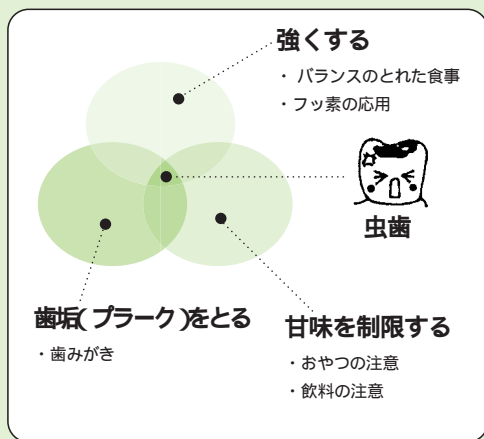 強くする
・ バランスのとれた食事
・フッ素の応用
虫歯
歯垢(プラーク)をとる
・歯みがき
甘味を制限する
・おやつの注意
・飲料の注意